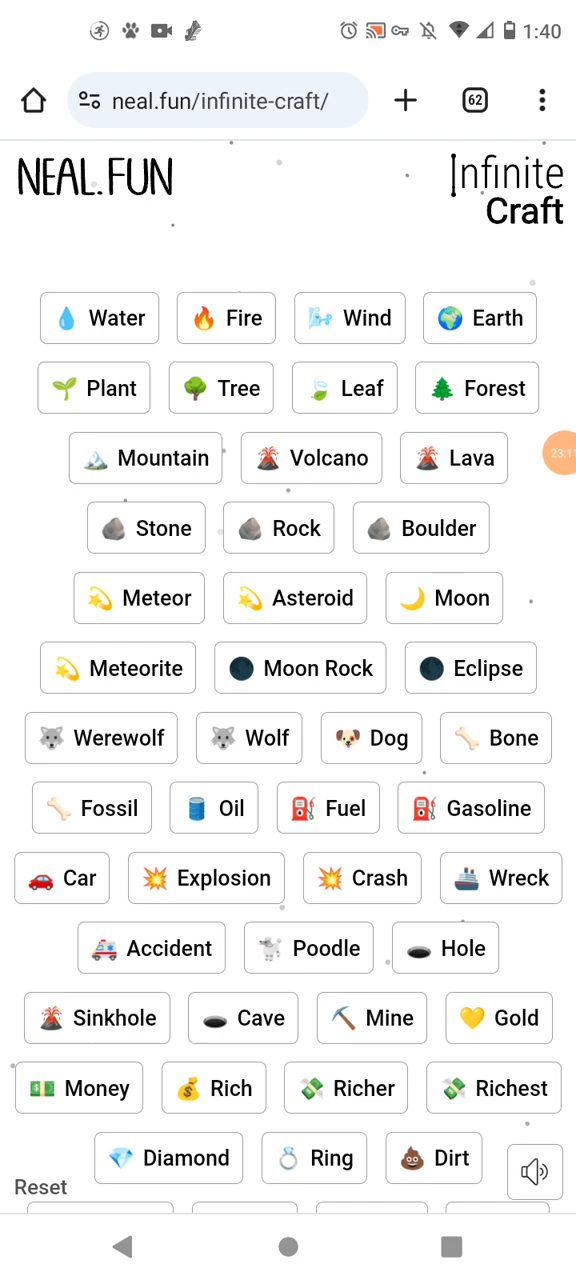 1:40
neal.fun/infinite-craft/
62
NEAL.FUN
Infinite
Craft
Water Fire Wind Earth
Plant Tree Leaf Forest
Mountain Volcano Lava
23:11
Stone Rock Boulder
Meteor Asteroid Moon
Meteorite Moon Rock Eclipse
Werewolf Wolf Dog Bone
Fossil Oil Fuel Gasoline
Car Explosion Crash Wreck
Accident Poodle Hole
Sinkhole Cave Mine Gold
Money Rich Richer Richest
Diamond Ring Dirt
Reset